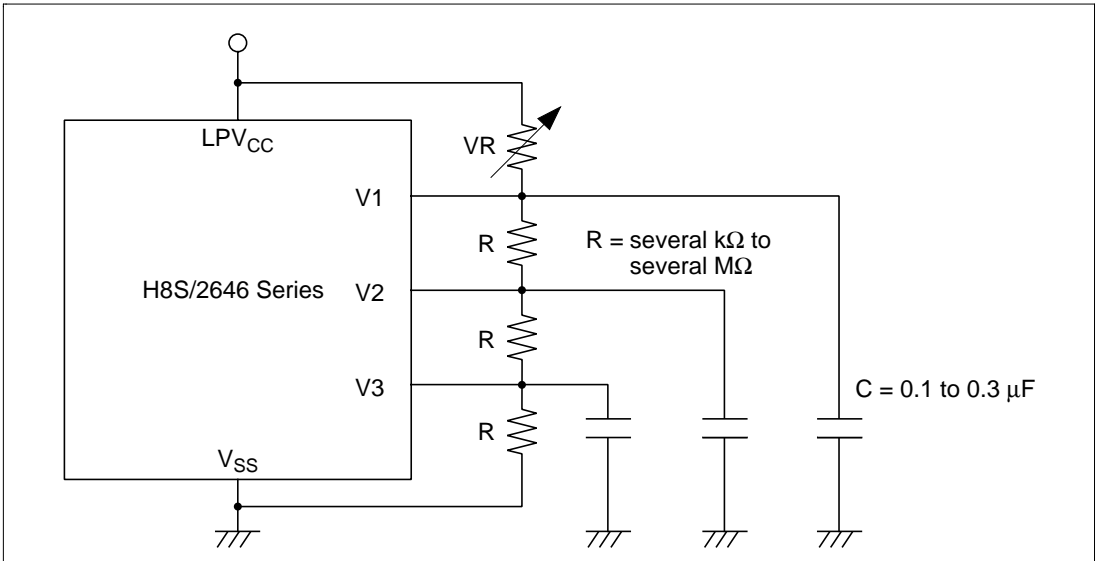 LPVCC
VR
V1
R
R = several kΩ to
several MΩ
H8S/2646 Series
V2
R
V3
C = 0.1 to 0.3 μF
R
VSS